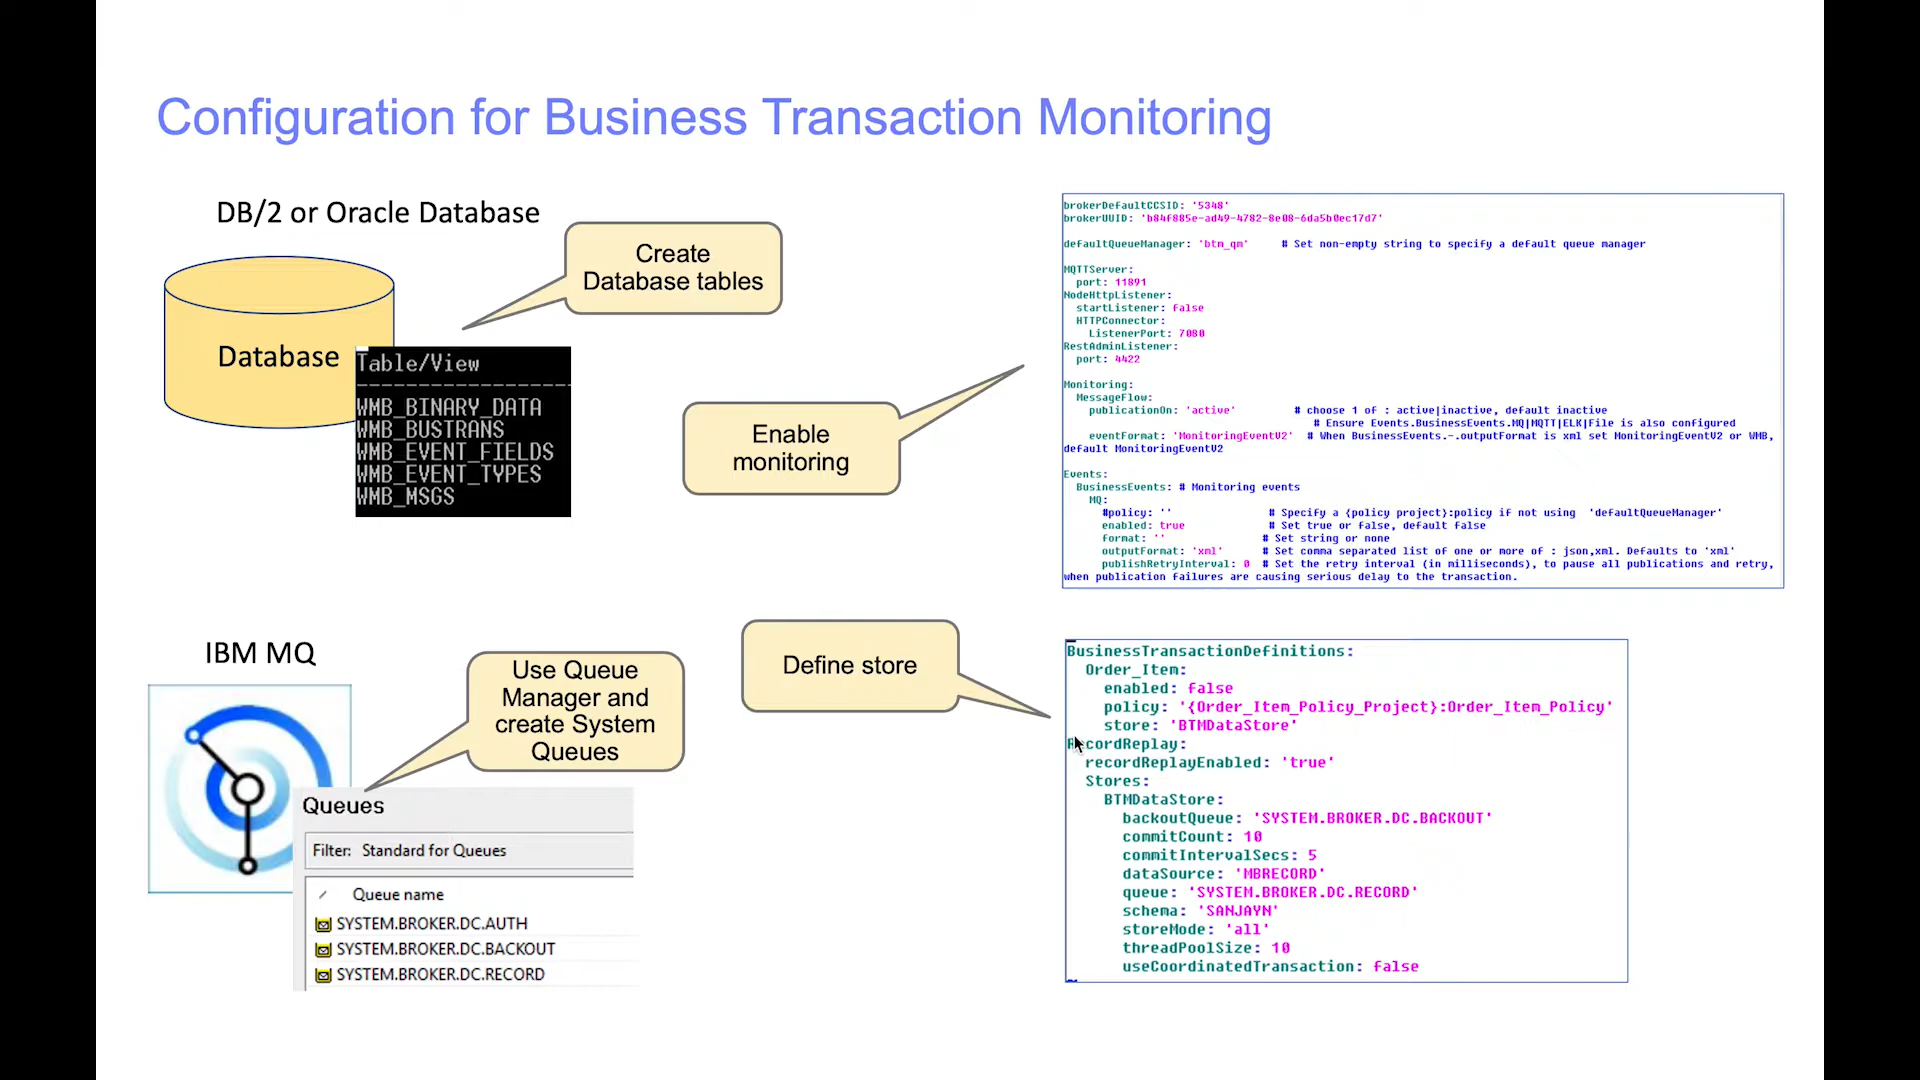 Configuration for Business Transaction Monitoring
DB/2 or Oracle Database
Create
Database tables
Database
Table/View
--------------------
WMB_BINARY_DATA
WMB_BUSTRANS
WMB_EVENT_FIELDS
WMB_EVENT_TYPES
WMB_MSGS
Enable
monitoring
brokerDefaultCCSID: '5348'
brokerUUID: 'b84f885e-ad49-4782-8e08-6da5b0ec17d7'
defaultQueueManager: 'btm_qm' # Set non-empty string to specify a default queue manager
MQTTServer:
port: 11891
NodeHttpListener:
startListener: false
HTTPConnector:
ListenerPort: 7080
RestAdminListener:
port: 4422
Monitoring:
MessageFlow:
publicationOn: 'active' # choose 1 of : active|inactive, default inactive
# Ensure Events.BusinessEvents.MQ|MQTT|ELK|File is also configured
eventFormat: 'MonitoringEventV2' # When BusinessEvents.-.outputFormat is xml set MonitoringEventV2 or WMB,
default MonitoringEventV2
Events:
BusinessEvents: # Monitoring events
MQ:
#policy: '' # Specify a {policy project}:policy if not using 'defaultQueueManager'
enabled: true # Set true or false, default false
format: '' # Set string or none
outputFormat: 'xml' # Set comma separated list of one or more of : json,xml. Defaults to 'xml'
publishRetryInterval: 0 # Set the retry interval (in milliseconds), to pause all publications and retry,
when publication failures are causing serious delay to the transaction.
IBM MQ
Use Queue
Manager and
create System
Queues
Queues
Filter: Standard for Queues
Queue name
SYSTEM.BROKER.DC.AUTH
SYSTEM.BROKER.DC.BACKOUT
SYSTEM.BROKER.DC.RECORD
Define store
BusinessTransactionDefinitions:
Order_Item:
enabled: false
policy: '{Order_Item_Policy_Project}:Order_Item_Policy'
store: 'BTMDataStore'
RecordReplay:
recordReplayEnabled: 'true'
Stores:
BTMDataStore:
backoutQueue: 'SYSTEM.BROKER.DC.BACKOUT'
commitCount: 10
commitIntervalSecs: 5
dataSource: 'MBRECORD'
queue: 'SYSTEM.BROKER.DC.RECORD'
schema: 'SANJAYN'
storeMode: 'all'
threadPoolSize: 10
useCoordinatedTransaction: false